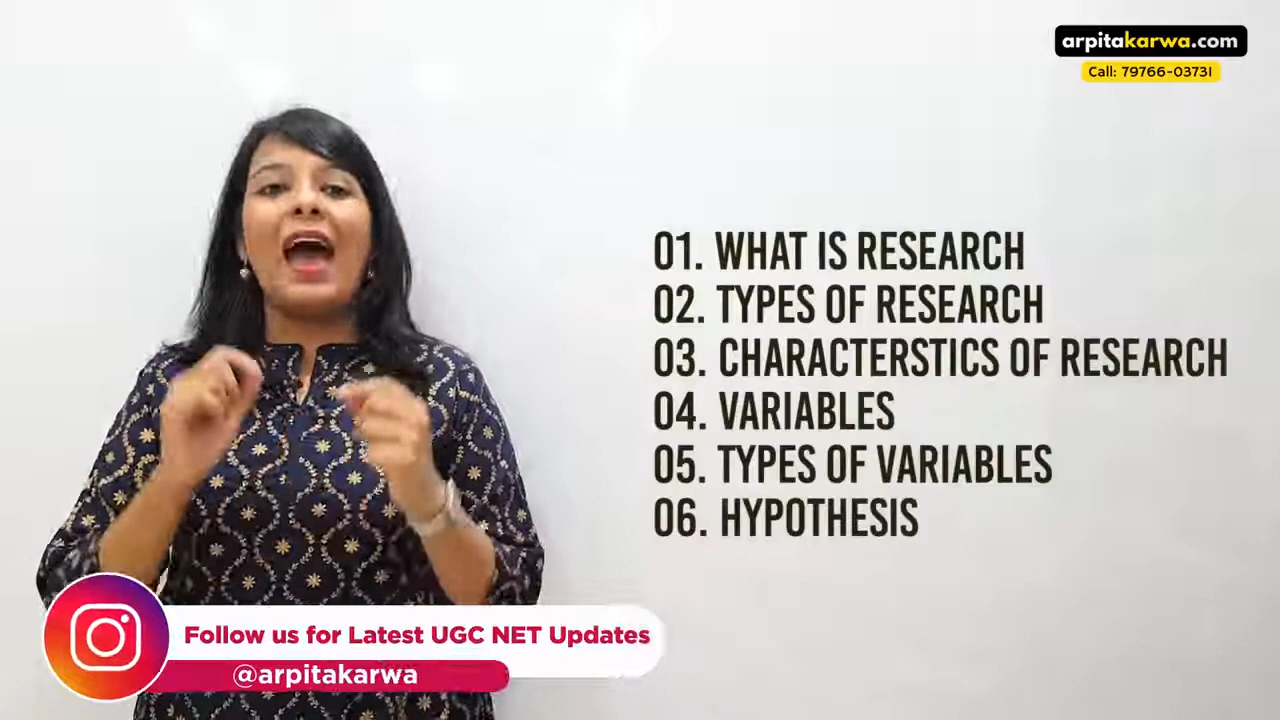 arpitakarwa.com
Call: 79766-03731
01. WHAT IS RESEARCH
02. TYPES OF RESEARCH
03. CHARACTERSTICS OF RESEARCH
04. VARIABLES
05. TYPES OF VARIABLES
06. HYPOTHESIS
Follow us for Latest UGC NET Updates
@arpitakarwa